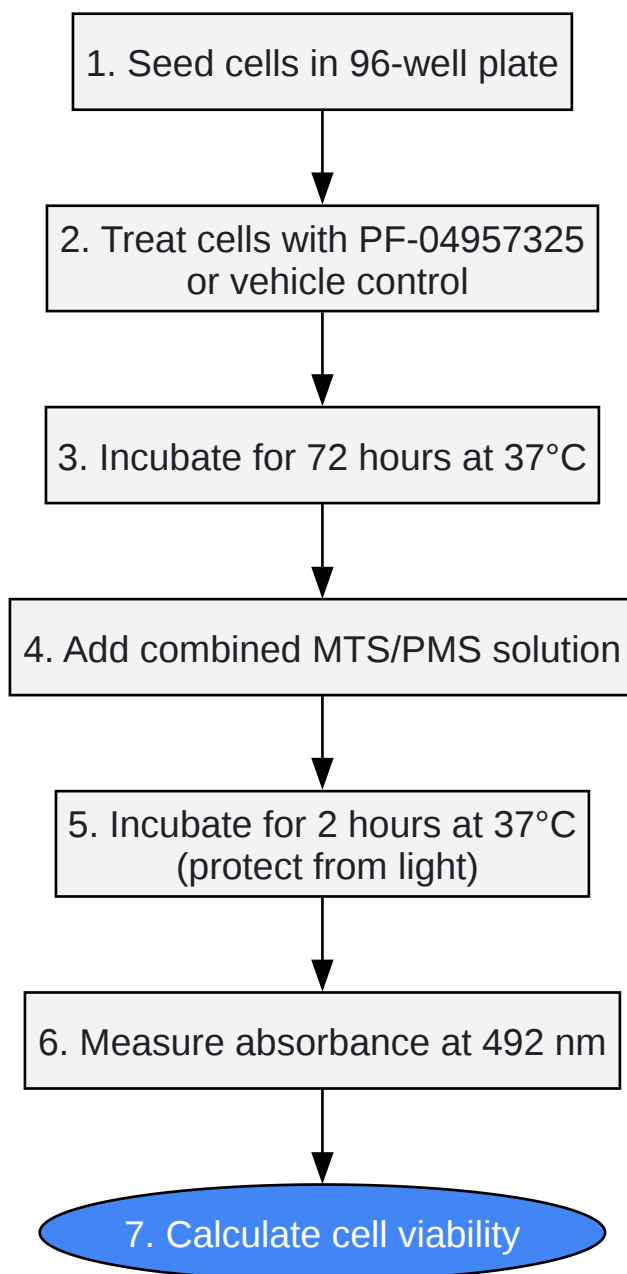 1. Seed cells in 96-well plate
2. Treat cells with PF-04957325
or vehicle control
3. Incubate for 72 hours at 37°C
4. Add combined MTS/PMS solution
5. Incubate for 2 hours at 37°C
(protect from light)
6. Measure absorbance at 492 nm
7. Calculate cell viability